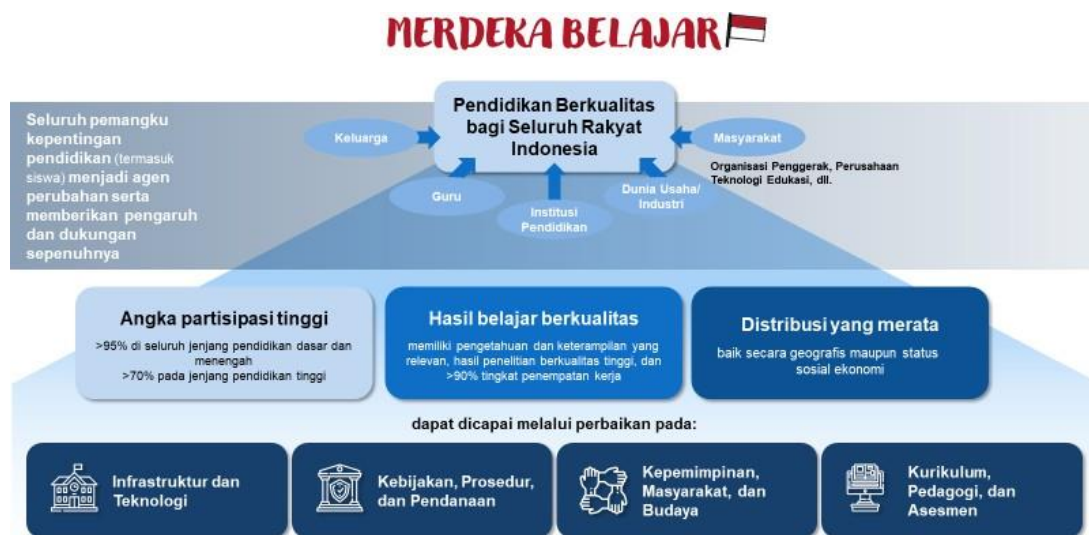 MERDEKA BELAJAR
Pendidikan Berkualitas
bagi Seluruh Rakyat
Indonesia
Seluruh pemangku
kepentingan
pendidikan (termasuk
siswa) menjadi agen
perubahan serta
memberikan pengaruh
dan dukungan
sepenuhnya
Keluarga
Guru
Institusi
Pendidikan
Dunia Usaha/
Industri
Masyarakat
Organisasi Penggerak, Perusahaan
Teknologi Edukasi, dll.
Angka partisipasi tinggi
>95% di seluruh jenjang pendidikan dasar dan
menengah
>70% pada jenjang pendidikan tinggi
Hasil belajar berkualitas
memiliki pengetahuan dan keterampilan yang
relevan, hasil penelitian berkualitas tinggi, dan
>90% tingkat penempatan kerja
Distribusi yang merata
baik secara geografis maupun status
sosial ekonomi
dapat dicapai melalui perbaikan pada:
Infrastruktur dan
Teknologi
Kebijakan, Prosedur,
dan Pendanaan
Kepemimpinan,
Masyarakat, dan
Budaya
Kurikulum,
Pedagogi, dan
Asesmen